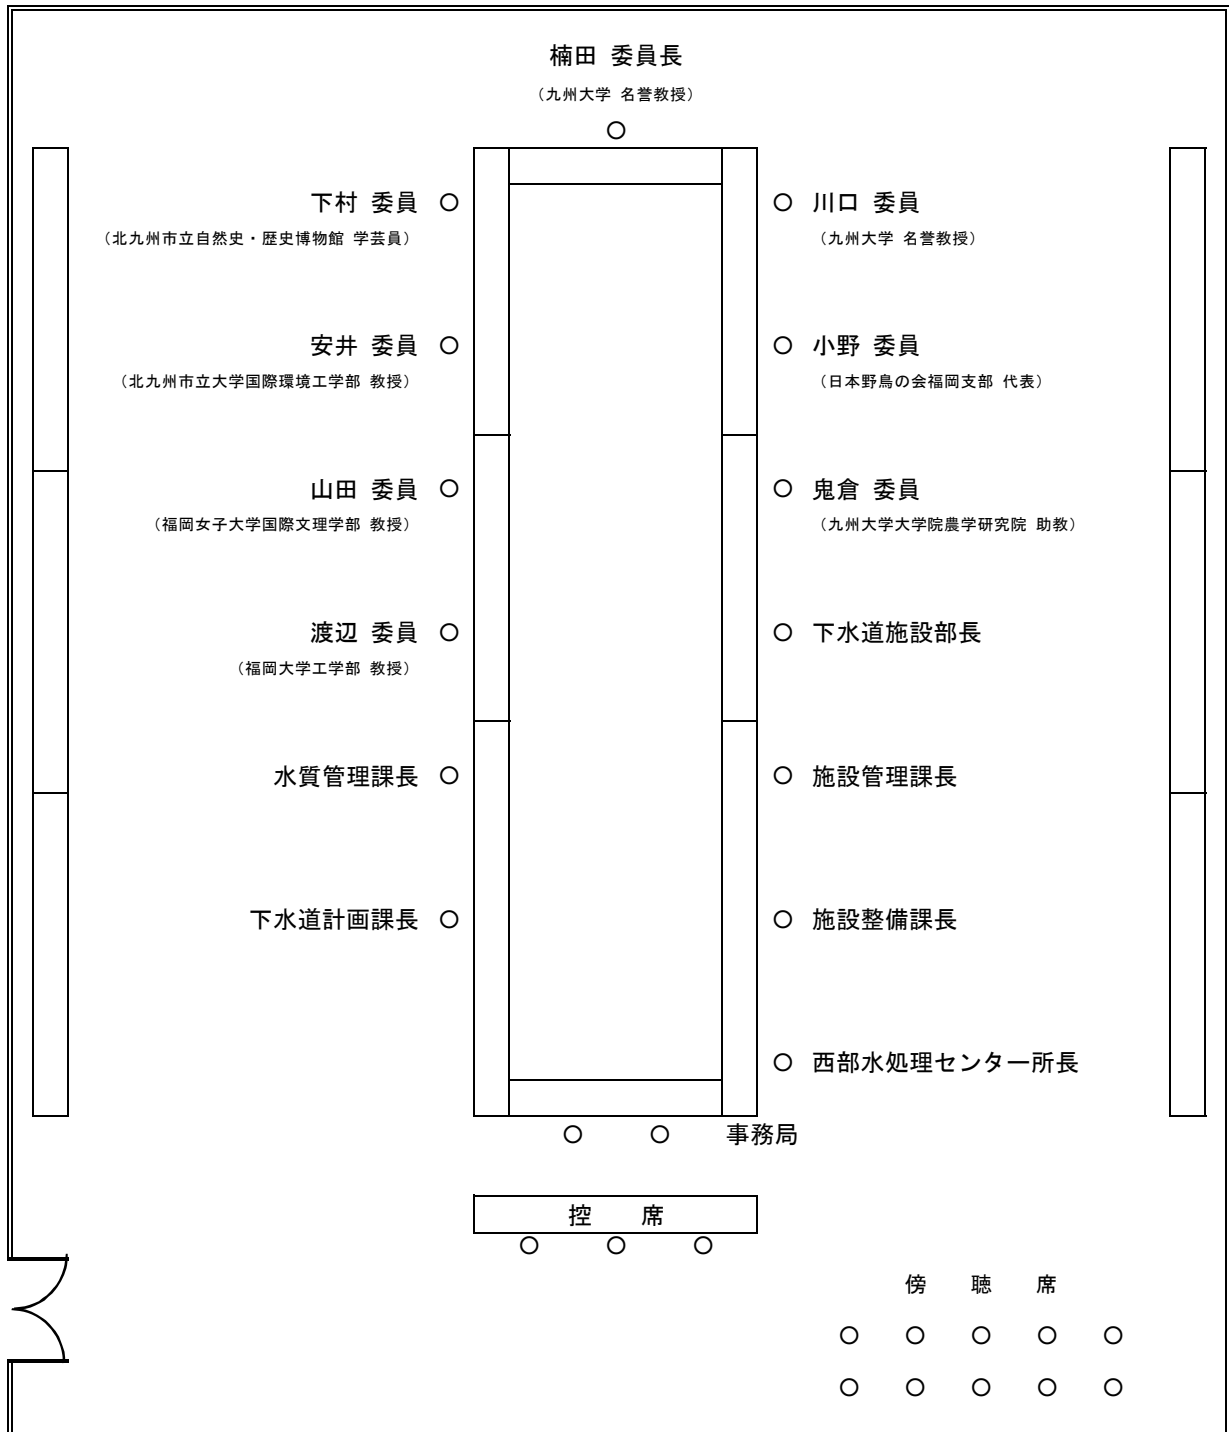 楠田 委員長
（九州大学 名誉教授）
下村 委員
（北九州市立自然史・歴史博物館 学芸員）
川口 委員
（九州大学 名誉教授）
安井 委員
（北九州市立大学国際環境工学部 教授）
小野 委員
（日本野鳥の会福岡支部 代表）
山田 委員
（福岡女子大学国際文理学部 教授）
鬼倉 委員
（九州大学大学院農学研究院 助教）
渡辺 委員
（福岡大学工学部 教授）
下水道施設部長
水質管理課長
施設管理課長
下水道計画課長
施設整備課長
西部水処理センター所長
事務局
控 席
傍 聴 席